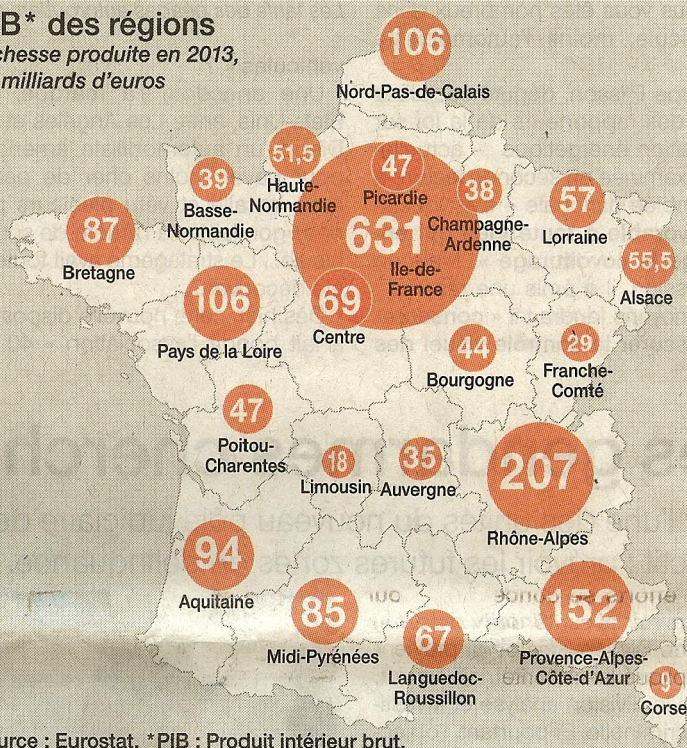 B* des régions
chesse produite en 2013,
milliards d'euros
106
Nord-Pas-de-Calais
51,5
Haute-
Normandie
47
Picardie
39
Basse-
Normandie
38
Champagne-
Ardenne
57
Lorraine
87
Bretagne
631
Ile-de-
France
55,5
Alsace
106
Pays de la Loire
69
Centre
44
Bourgogne
29
Franche-
Comté
47
Poitou-
Charentes
18
Limousin
35
Auvergne
207
Rhône-Alpes
94
Aquitaine
85
Midi-Pyrénées
67
Languedoc-
Roussillon
152
Provence-Alpes-
Côte-d'Azur
9
Corse
urce : Eurostat. *PIB : Produit intérieur brut.